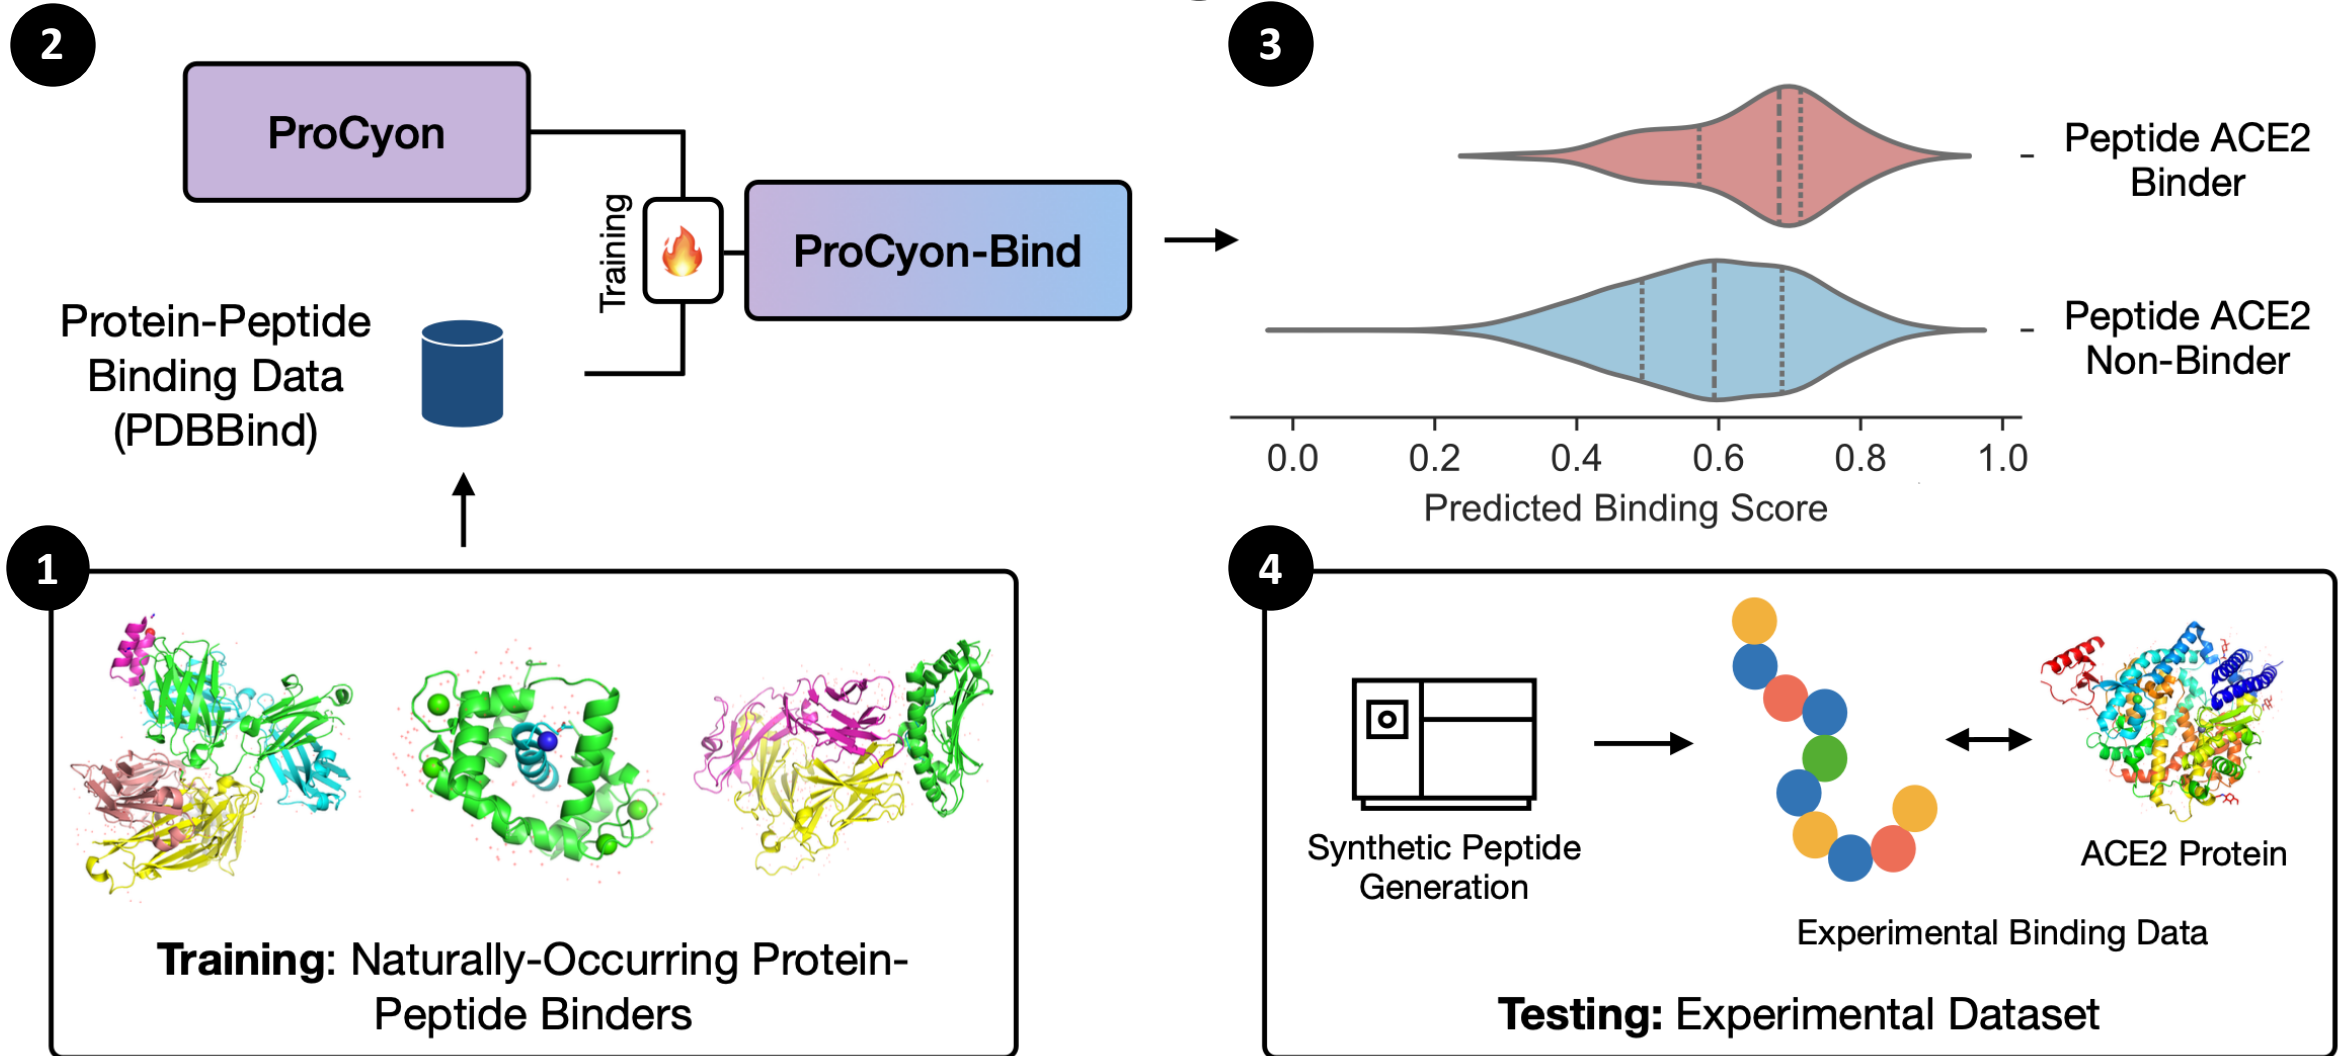 2
ProCyon
Training
ProCyon-Bind
Protein-Peptide
Binding Data
(PDBBind)
3
Peptide ACE2
Binder
Peptide ACE2
Non-Binder
0.0 0.2 0.4 0.6 0.8 1.0
Predicted Binding Score
1
Training: Naturally-Occurring Protein-
Peptide Binders
4
Synthetic Peptide
Generation
ACE2 Protein
Experimental Binding Data
Testing: Experimental Dataset